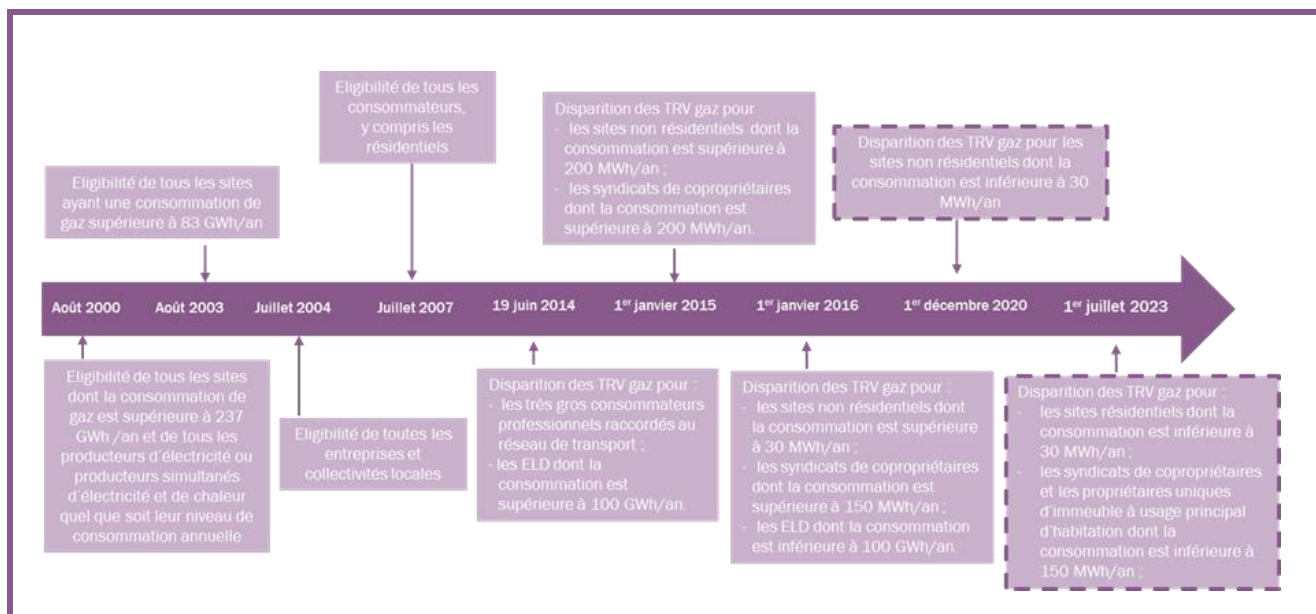 Eligibilité de tous les sites
ayant une consommation de
gaz supérieure à 83 GWh/an
Eligibilité de tous les
consommateurs,
y compris les
résidentiels
Disparition des TRV gaz pour
- les sites non résidentiels dont la
consommation est supérieure à
200 MWh/an ;
- les syndicats de copropriétaires
dont la consommation est
supérieure à 200 MWh/an.
Disparition des TRV gaz pour les
sites non résidentiels dont la
consommation est inférieure à 30
MWh/an
Août 2000
Août 2003
Juillet 2004
Juillet 2007
19 juin 2014
1er janvier 2015
1er janvier 2016
1er décembre 2020
1er juillet 2023
Eligibilité de tous les sites
dont la consommation de
gaz est supérieure à 237
GWh /an et de tous les
producteurs d'électricité ou
producteurs simultanés
d'électricité et de chaleur
quel que soit leur niveau de
consommation annuelle
Eligibilité de toutes les
entreprises et
collectivités locales
Disparition des TRV gaz pour :
- les très gros consommateurs
professionnels raccordés au
réseau de transport ;
- les ELD dont la
consommation est
supérieure à 100 GWh/an.
Disparition des TRV gaz pour :
- les sites non résidentiels dont
la consommation est supérieure
à 30 MWh/an ;
- les syndicats de copropriétaires
dont la consommation est
supérieure à 150 MWh/an ;
- les ELD dont la consommation
est inférieure à 100 GWh/an.
Disparition des TRV gaz pour :
- les sites résidentiels dont la
consommation est inférieure à
30 MWh/an ;
- les syndicats de copropriétaires
et les propriétaires uniques
d'immeuble à usage principal
d'habitation dont la
consommation est inférieure à
150 MWh/an ;